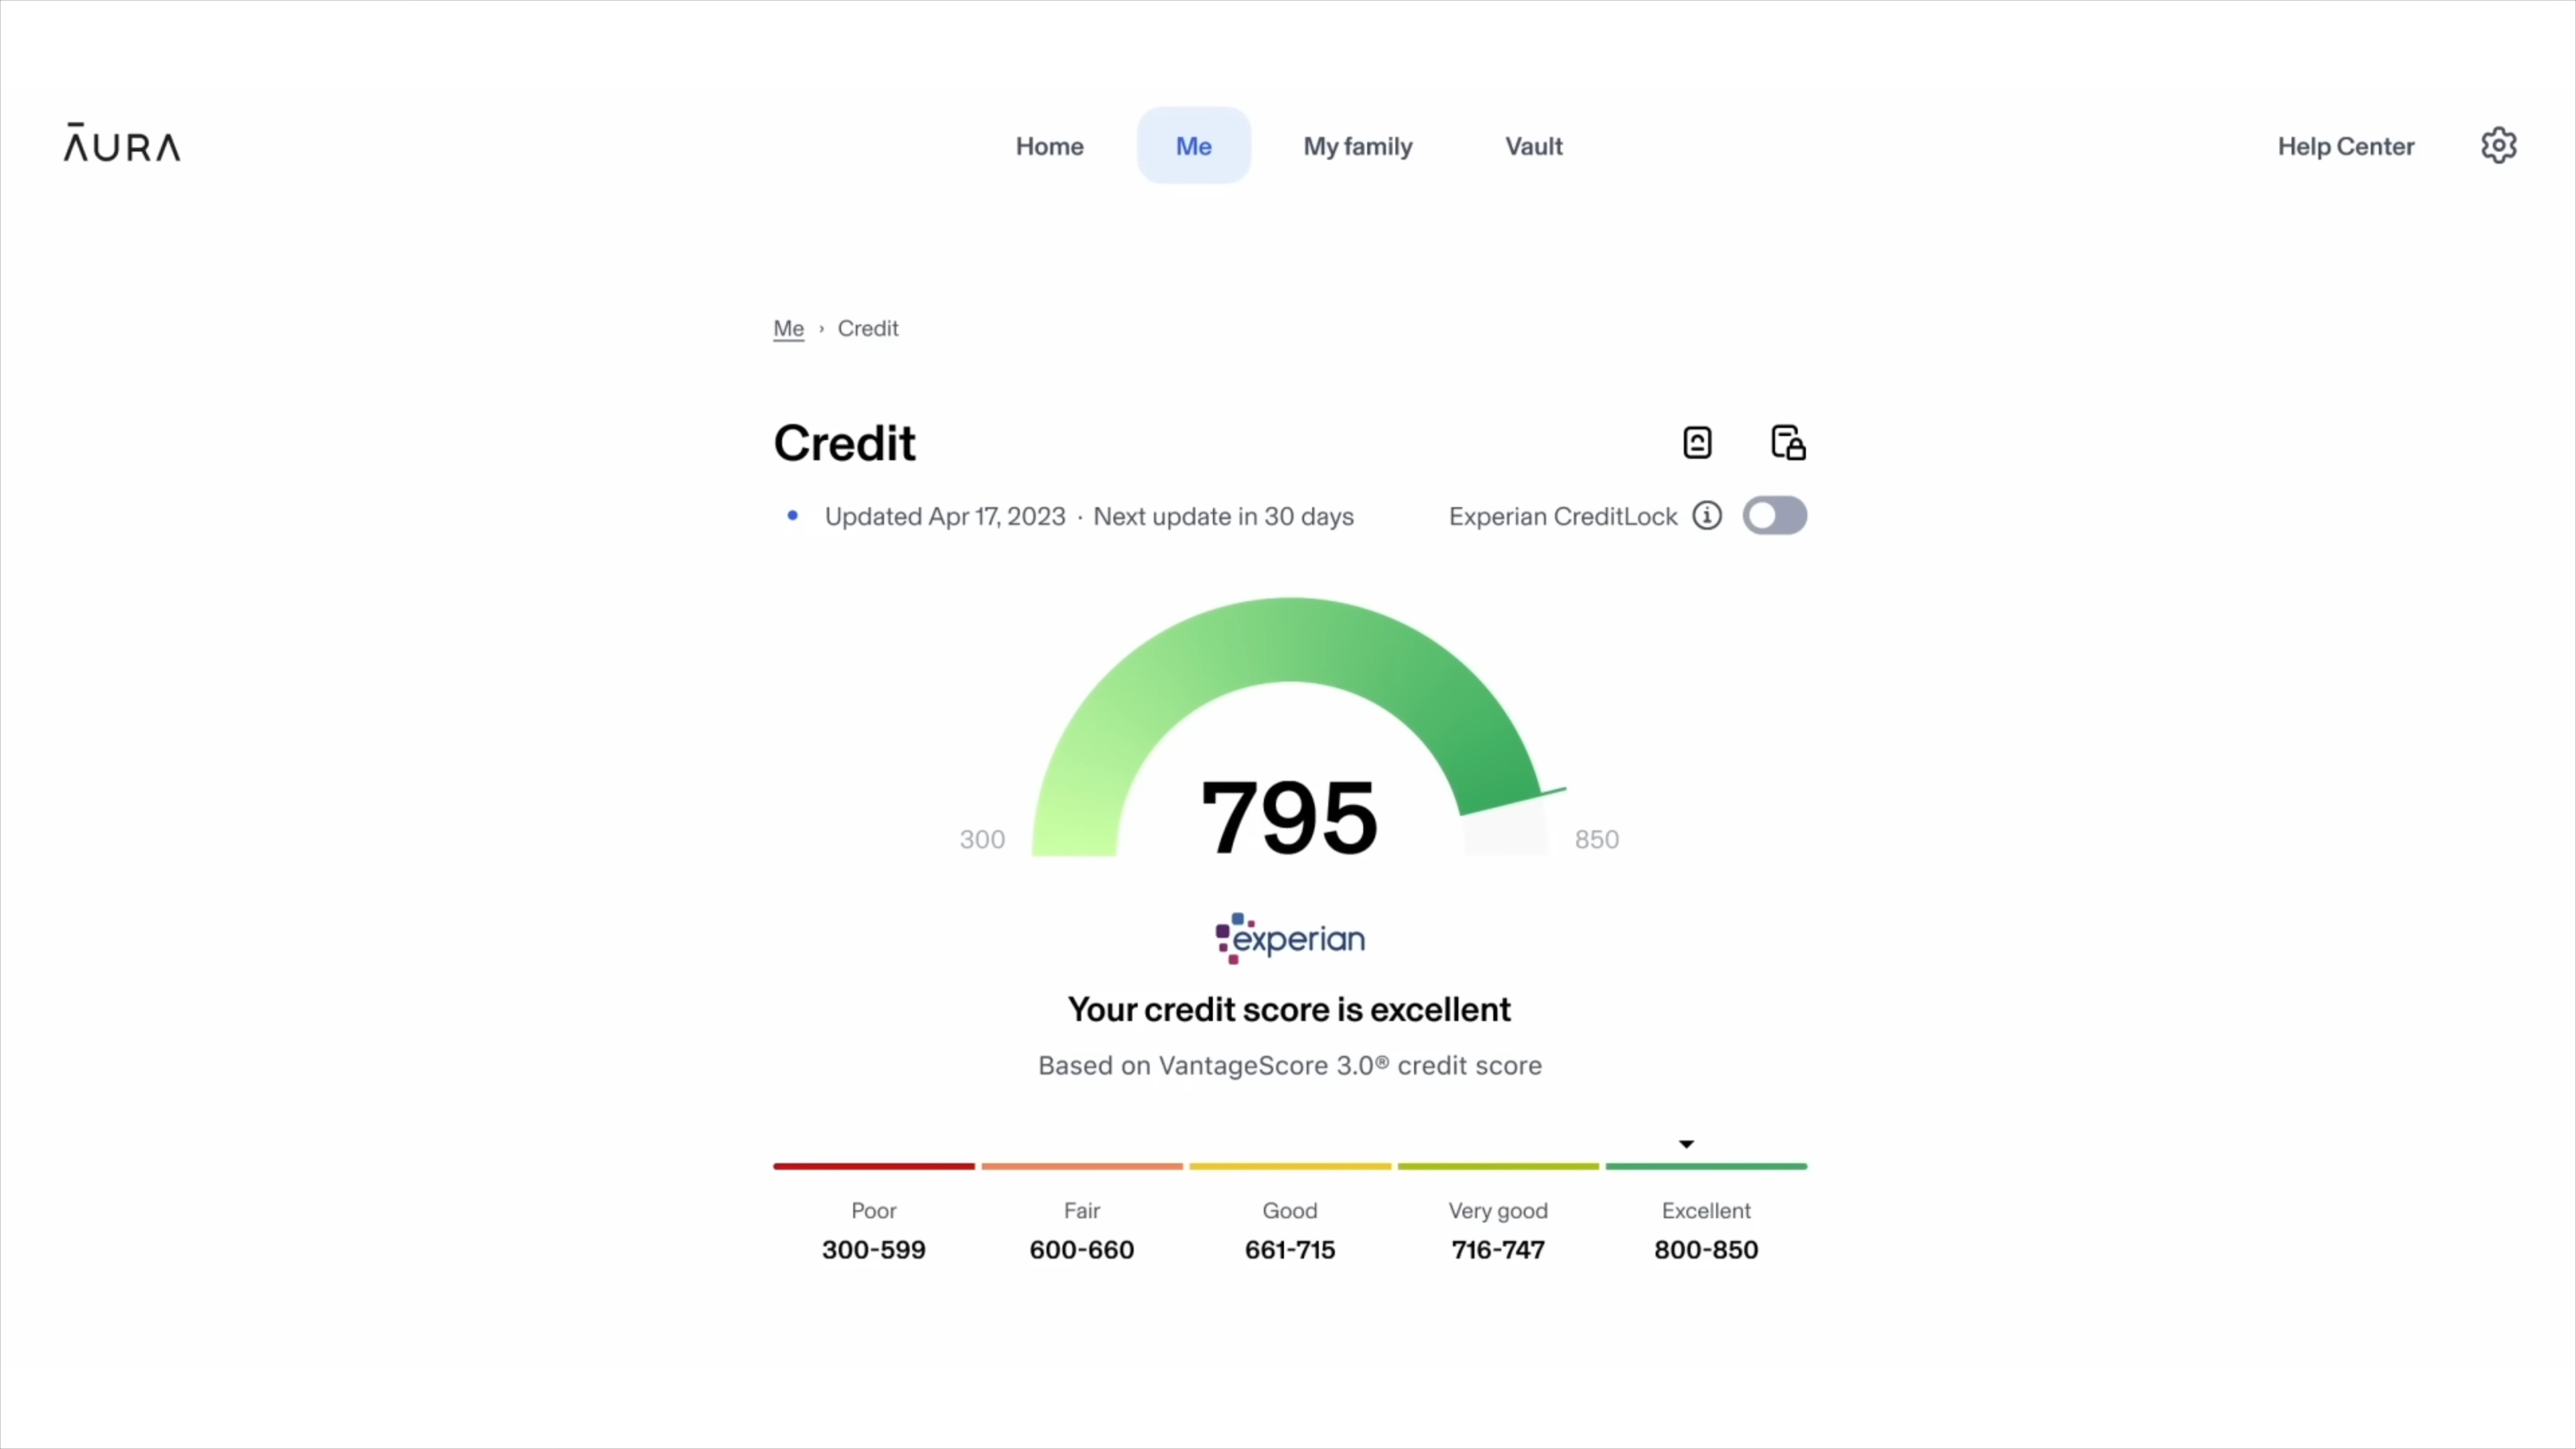 ĀURA
Home Me My family Vault
Help Center
Me › Credit
Credit
Updated Apr 17, 2023 · Next update in 30 days
Experian CreditLock
795
300
850
experian
Your credit score is excellent
Based on VantageScore 3.0® credit score
Poor Fair Good Very good Excellent
300-599 600-660 661-715 716-747 800-850